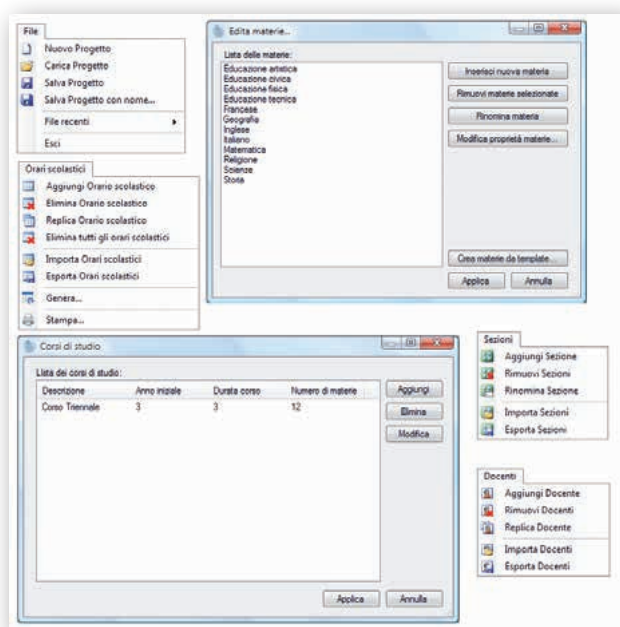 File
Nuovo Progetto
Carica Progetto
Salva Progetto
Salva Progetto con nome...
File recenti
Esci
Orari scolastici
Aggiungi Orario scolastico
Elimina Orario scolastico
Replica Orario scolastico
Elimina tutti gli orari scolastici
Importa Orari scolastici
Esporta Orari scolastici
Genera...
Stampa...
Edita materie...
Lista delle materie:
Educazione artistica
Educazione civica
Educazione fisica
Educazione tecnica
Francese
Geografia
Inglese
Italiano
Matematica
Religione
Scienze
Storia
Inserisci nuova materia
Rimuovi materie selezionate
Rinomina materia
Modifica proprietà materie...
Crea materie da template...
Applica Annulla
Corsi di studio
Lista dei corsi di studio:
Descrizione Anno iniziale Durata corso Numero di materie
Corso Triennale 3 3 12
Aggiungi
Elimina
Modifica
Applica Annulla
Sezioni
Aggiungi Sezione
Rimuovi Sezioni
Rinomina Sezione
Importa Sezioni
Esporta Sezioni
Docenti
Aggiungi Docente
Rimuovi Docenti
Replica Docente
Importa Docenti
Esporta Docenti